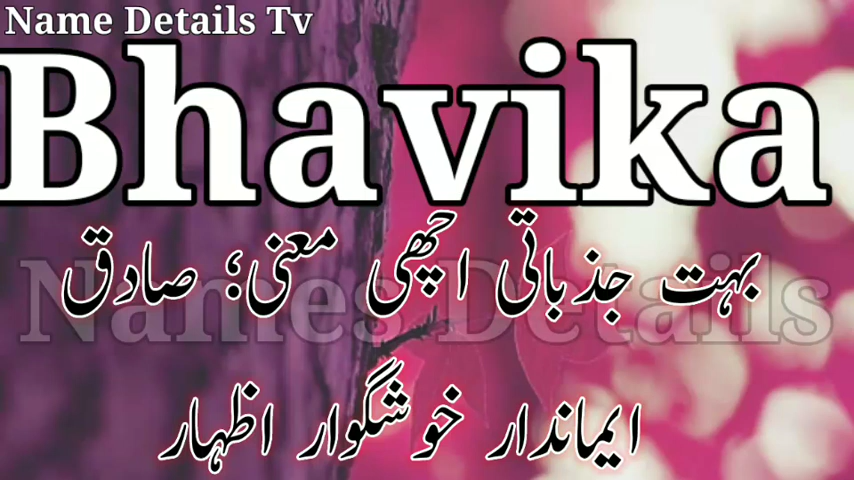 Name Details Tv
Bhavika
بہت جذباتی اچھی معنی؛ صادق
Names Details
ایماندار خوشگوار اظہار